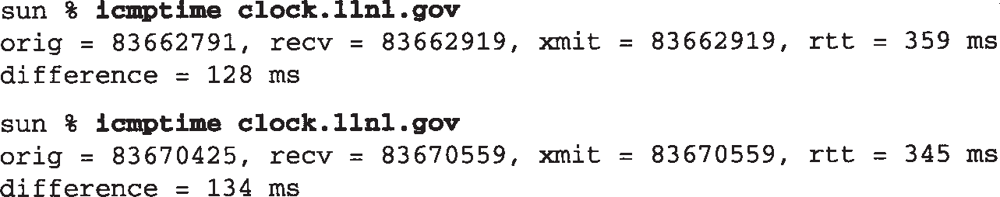 sun % icmptime clock.llnl.gov
orig = 83662791, recv = 83662919, xmit = 83662919, rtt = 359 ms
difference = 128 ms
sun % icmptime clock.llnl.gov
orig = 83670425, recv = 83670559, xmit = 83670559, rtt = 345 ms
difference = 134 ms